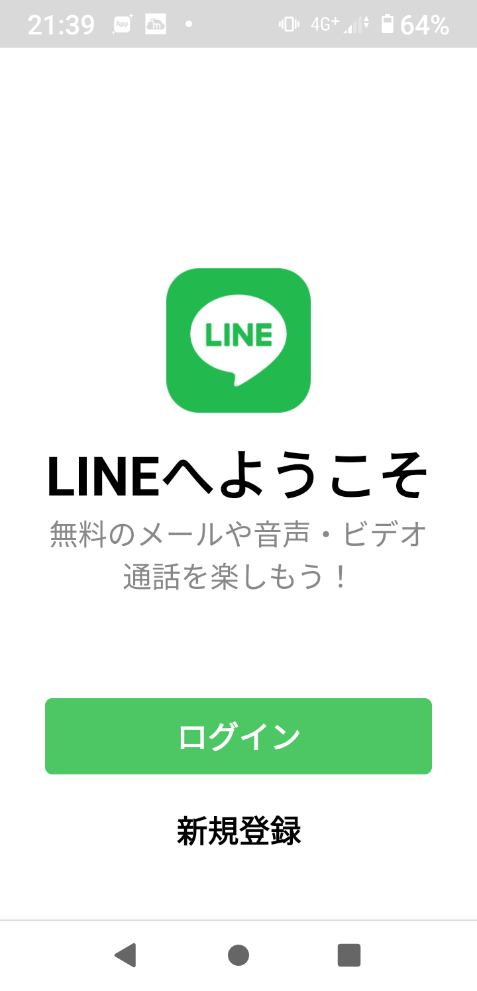 21:39
4G+
64%
LINE
LINEへようこそ
無料のメールや音声・ビデオ
通話を楽しもう！
ログイン
新規登録